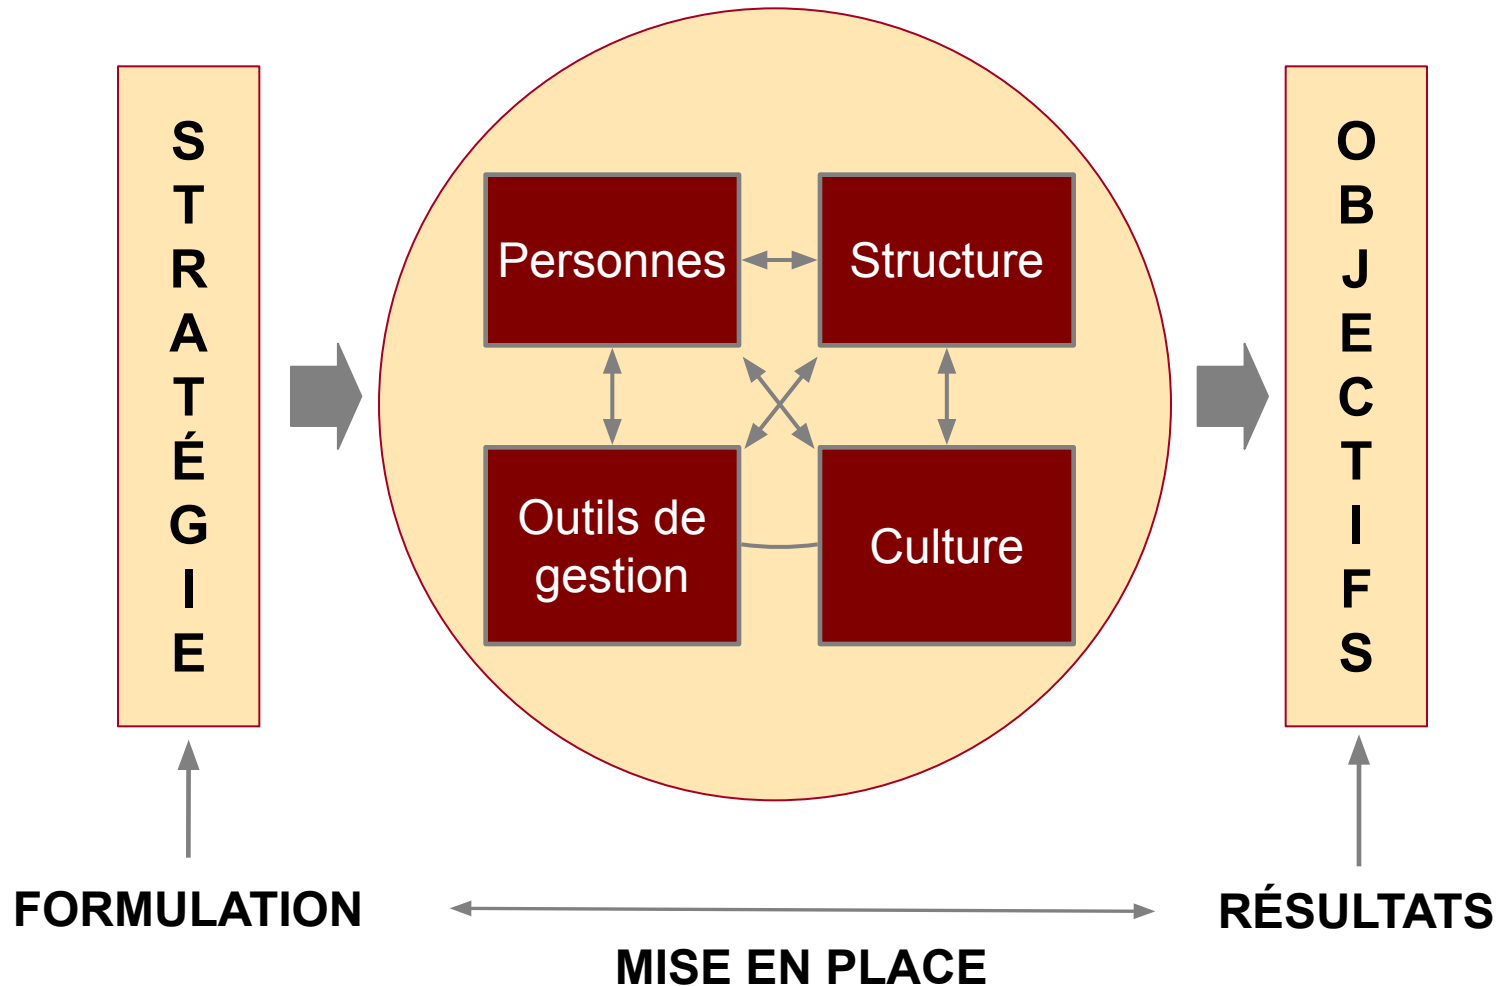 STRATÉGIE
Personnes
Structure
Outils de
gestion
Culture
OBJECTIFS
FORMULATION
MISE EN PLACE
RÉSULTATS